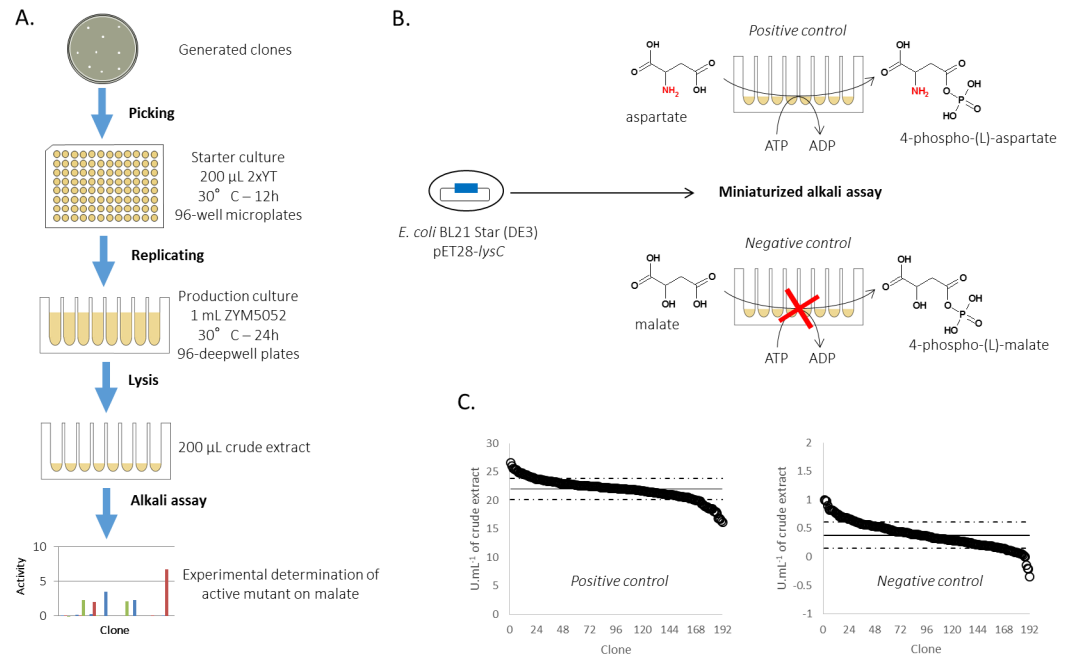 A.
Generated clones
Picking
Starter culture
200 µL 2xYT
30° C – 12h
96-well microplates
Replicating
Production culture
1 mL ZYM5052
30° C – 24h
96-deepwell plates
Lysis
200 µL crude extract
Alkali assay
Activity
10
5
0
Clone
Experimental determination of
active mutant on malate
B.
Positive control
OH
O
O
NH2
OH
aspartate
ATP
ADP
OH
O
O
NH2
O
P
OH
O
HO
4-phospho-(L)-aspartate
E. coli BL21 Star (DE3)
pET28-lysC
Miniaturized alkali assay
Negative control
OH
O
O
OH
OH
malate
ATP
ADP
OH
O
O
OH
O
P
OH
O
HO
4-phospho-(L)-malate
C.
U.mL-1 of crude extract
30
25
20
15
10
5
0
Positive control
0 24 48 72 96 120 144 168 192
Clone
U.mL-1 of crude extract
2
1.5
1
0.5
0
-0.5
-1
Negative control
0 24 48 72 96 120 144 168 192
Clone